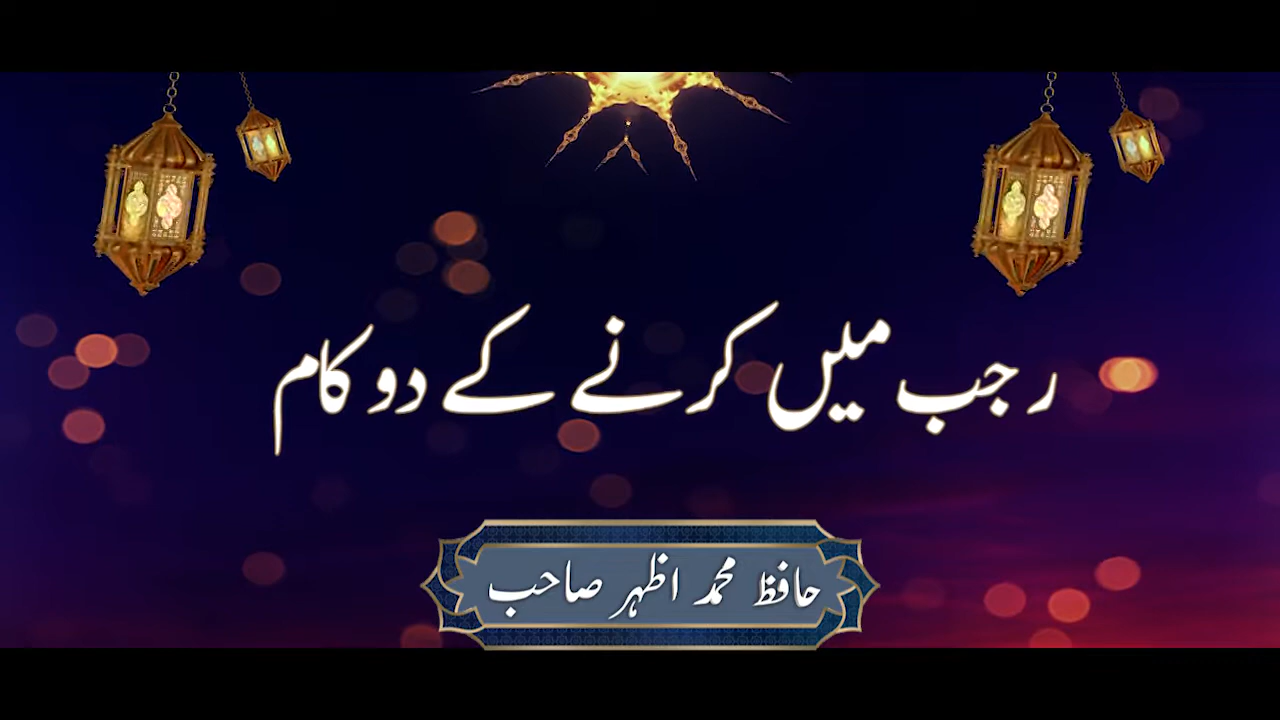 رجب میں کرنے کے دو کام
حافظ محمد اظہر صاحب